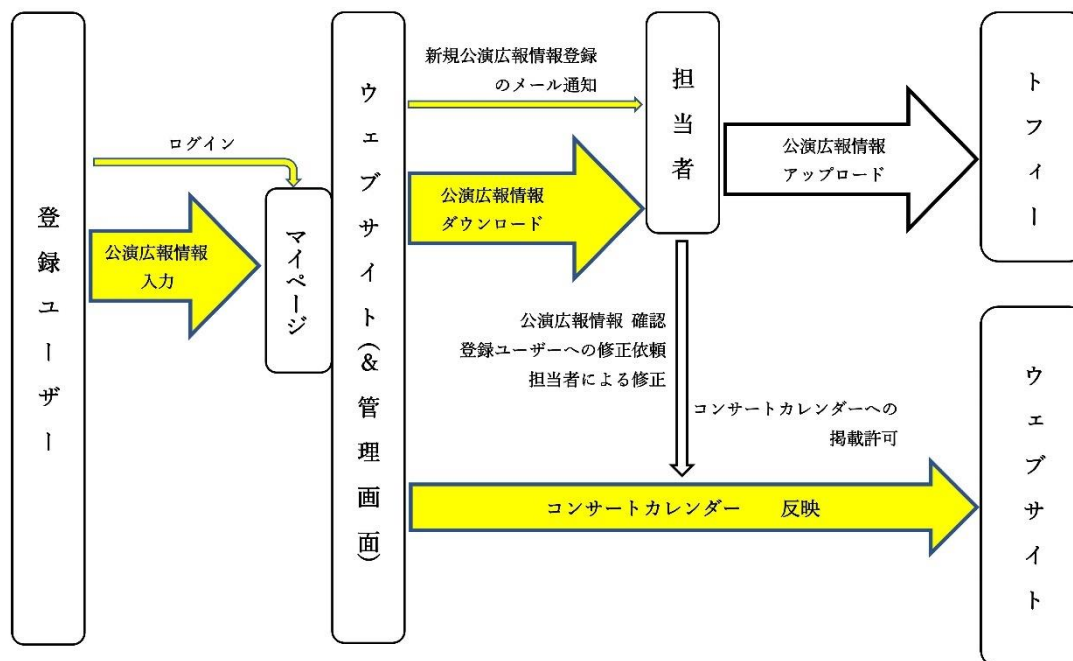 登録ユーザー
ログイン
公演広報情報
入力
マイページ
ウェブサイト(&管理画面)
新規公演広報情報登録
のメール通知
公演広報情報
ダウンロード
担当者
公演広報情報
アップロード
トフィー
公演広報情報 確認
登録ユーザーへの修正依頼
担当者による修正
コンサートカレンダーへの
掲載許可
コンサートカレンダー　反映
ウェブサイト